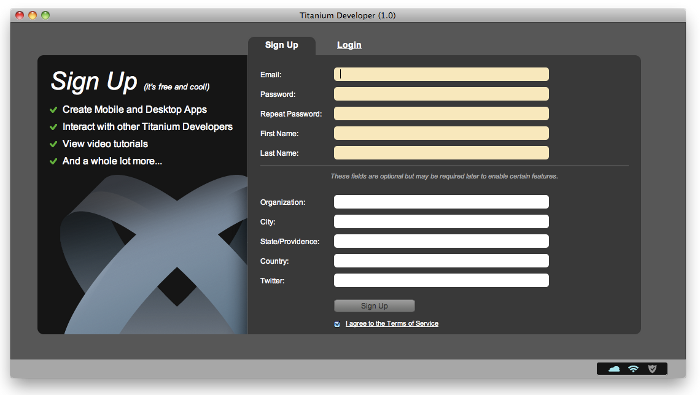 Titanium Developer (1.0)
Sign Up
Login
Sign Up (it's free and cool!)
Create Mobile and Desktop Apps
Interact with other Titanium Developers
View video tutorials
And a whole lot more...
Email:
Password:
Repeat Password:
First Name:
Last Name:
These fields are optional but may be required later to enable certain features.
Organization:
City:
State/Providence:
Country:
Twitter:
Sign Up
I agree to the Terms of Service